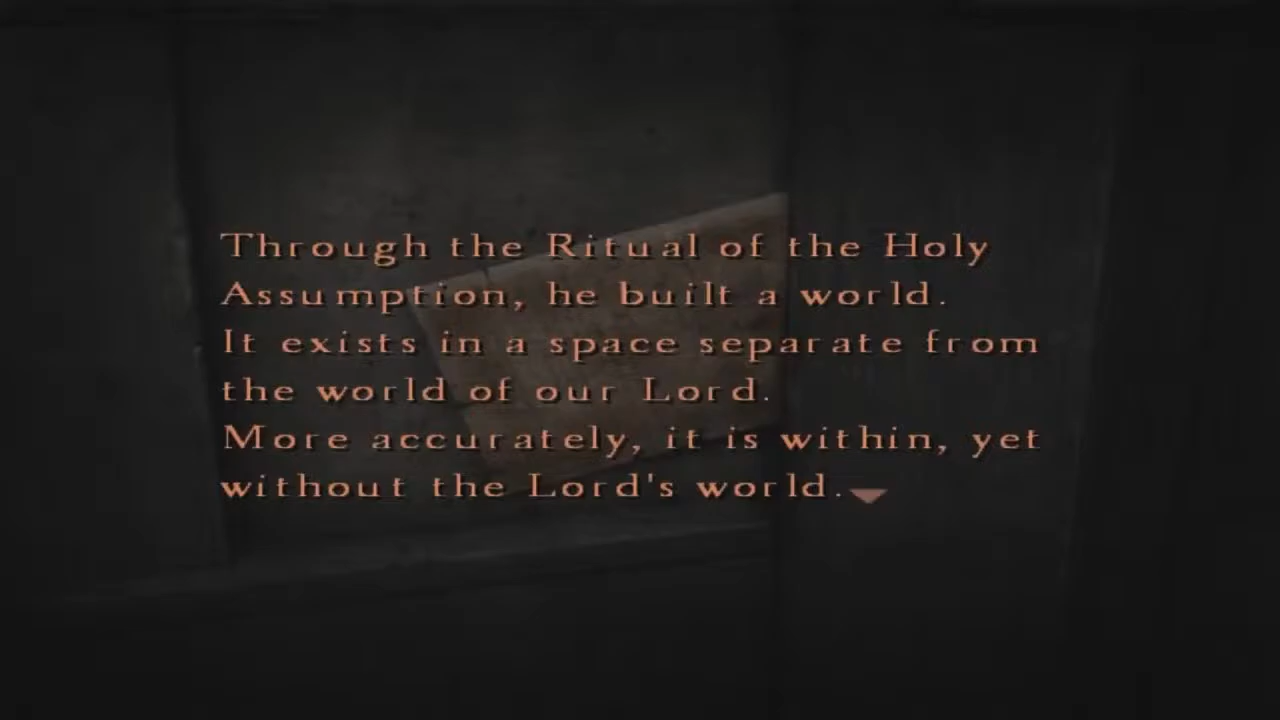 Through the Ritual of the Holy
Assumption, he built a world.
It exists in a space separate from
the world of our Lord.
More accurately, it is within, yet
without the Lord's world.